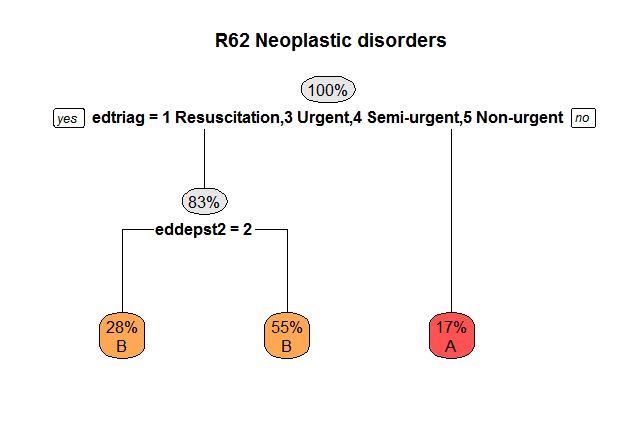 R62 Neoplastic disorders
100%
yes edtriag = 1 Resuscitation,3 Urgent,4 Semi-urgent,5 Non-urgent no
83%
eddepst2 = 2
28% 55% 17%
B B A